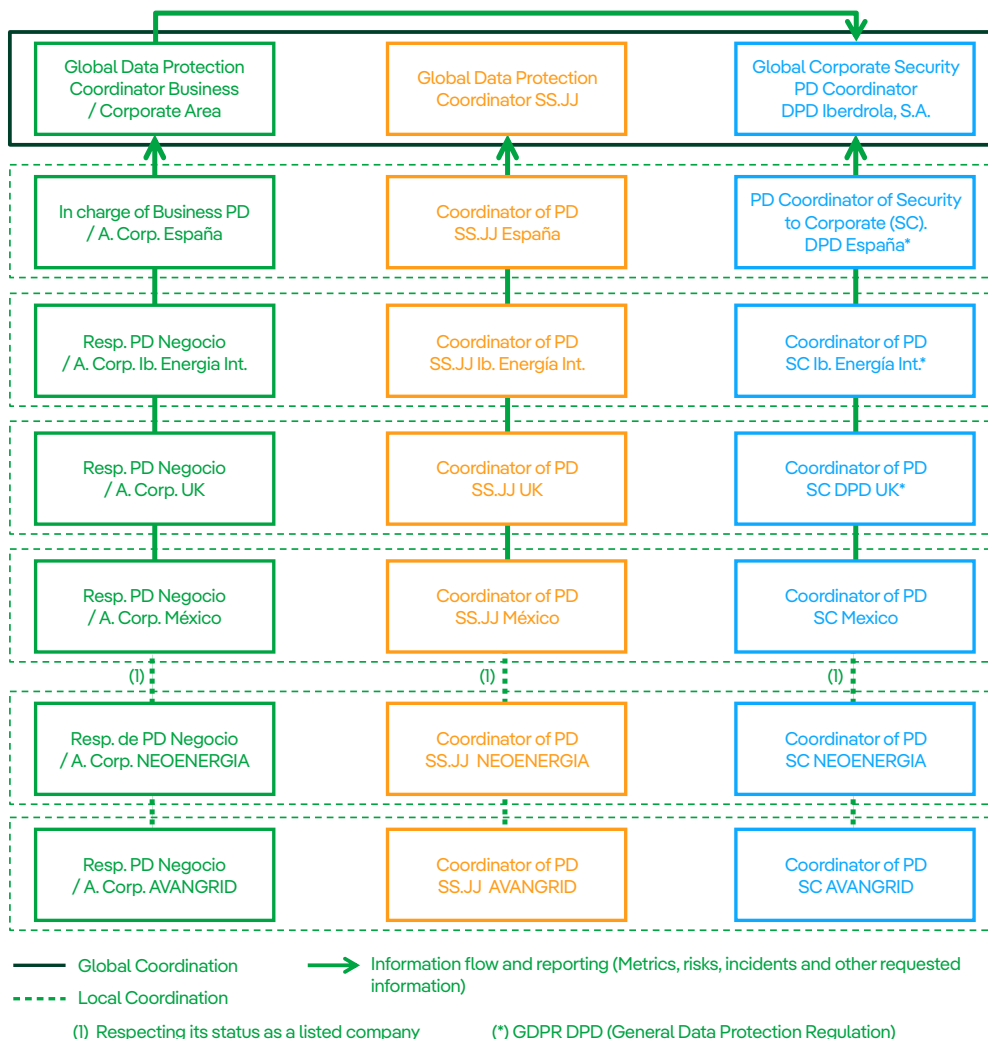 Global Data Protection
Coordinator Business
/ Corporate Area
Global Data Protection
Coordinator SS.JJ
Global Corporate Security
PD Coordinator
DPD Iberdrola, S.A.
In charge of Business PD
/ A. Corp. España
Coordinator of PD
SS.JJ España
PD Coordinator of Security
to Corporate (SC).
DPD España*
Resp. PD Negocio
/ A. Corp. Ib. Energia Int.
Coordinator of PD
SS.JJ Ib. Energía Int.
Coordinator of PD
SC Ib. Energía Int.*
Resp. PD Negocio
/ A. Corp. UK
Coordinator of PD
SS.JJ UK
Coordinator of PD
SC DPD UK*
Resp. PD Negocio
/ A. Corp. México
Coordinator of PD
SS.JJ México
Coordinator of PD
SC Mexico
(1)
(1)
(1)
Resp. de PD Negocio
/ A. Corp. NEOENERGIA
Coordinator of PD
SS.JJ NEOENERGIA
Coordinator of PD
SC NEOENERGIA
Resp. PD Negocio
/ A. Corp. AVANGRID
Coordinator of PD
SS.JJ AVANGRID
Coordinator of PD
SC AVANGRID
Global Coordination
Local Coordination
Information flow and reporting (Metrics, risks, incidents and other requested
information)
(1) Respecting its status as a listed company
(*) GDPR DPD (General Data Protection Regulation)